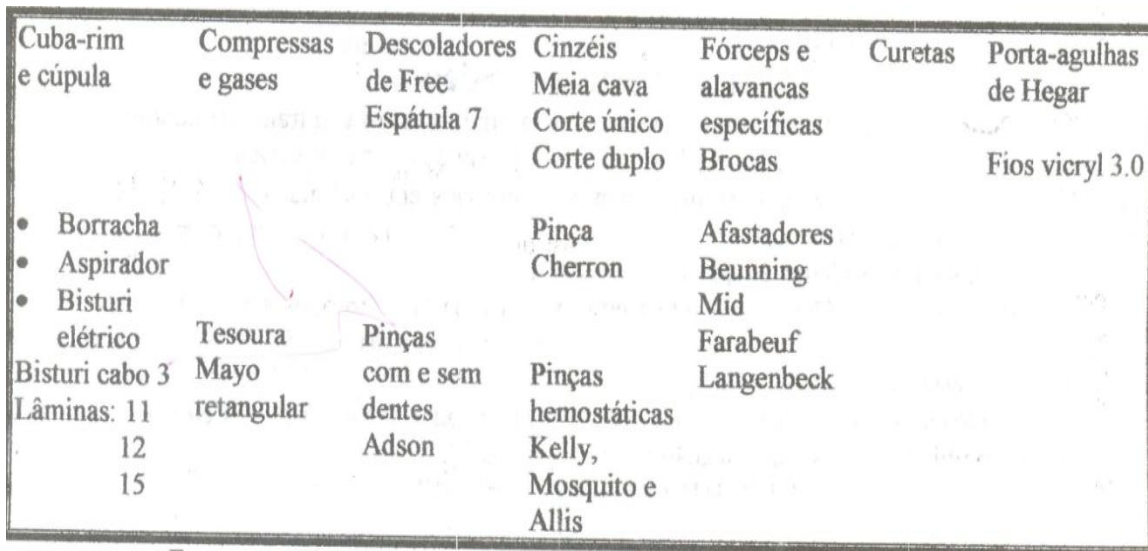 Cuba-rim
e cúpula
Compressas
e gases
Descoladores
de Free
Espátula 7
Cinzéis
Meia cava
Corte único
Corte duplo
Fórceps e
alavancas
específicas
Brocas
Curetas
Porta-agulhas
de Hegar
Fios vicryl 3.0
• Borracha
• Aspirador
• Bisturi
elétrico
Bisturi cabo 3
Lâminas: 11
12
15
Tesoura
Mayo
retangular
Pinças
com e sem
dentes
Adson
Pinça
Cherron
Pinças
hemostáticas
Kelly,
Mosquito e
Allis
Afastadores
Beunning
Mid
Farabeuf
Langenbeck